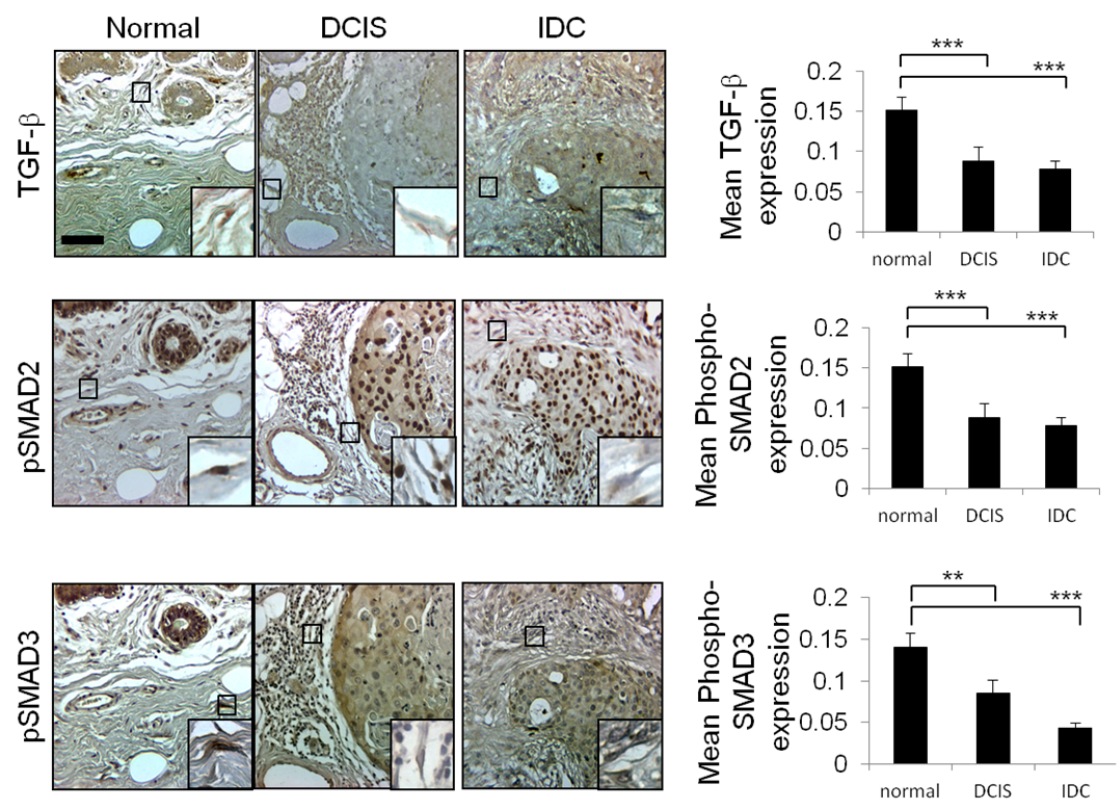 Normal
DCIS
IDC
TGF-β
pSMAD2
pSMAD3
Mean TGF-β
expression
0.2
0.15
0.1
0.05
0
***
***
normal
DCIS
IDC
Mean Phospho-
SMAD2
expression
0.2
0.15
0.1
0.05
0
***
***
normal
DCIS
IDC
Mean Phospho-
SMAD3
expression
0.2
0.15
0.1
0.05
0
**
***
normal
DCIS
IDC